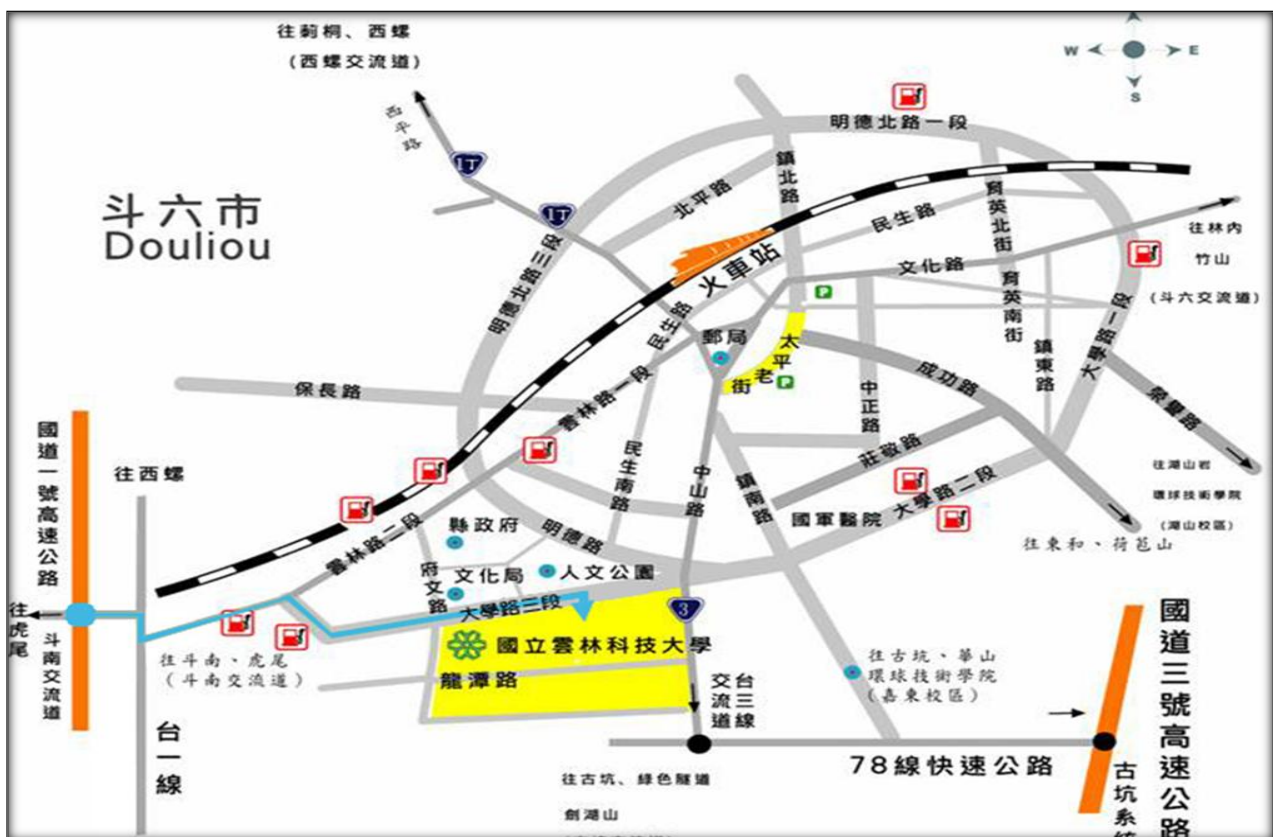 往莿桐、西螺
(西螺交流道)
西平路
1丁
1丁
W
E
S
斗六市
Douliou
明德北路一段
鎮北路
北平路
民生路
育英北街
往林內
竹山
(斗六交流道)
文化路
明德北路三段
火車站
P
育英南街
民生路
郵局
太平老街
P
中正路
成功路
鎮東路
大學路一段
榮譽路
保長路
雲林路一段
民生南路
中山路
鎮南路
莊敬路
往湖山岩
環球技術學院
(湖山校區)
國道一號高速公路
往西螺
國軍醫院
大學路二段
往東和、荷苞山
縣政府
明德路
雲林路二段
府文路
文化局
人文公園
大學路三段
3
往虎尾
斗南交流道
往斗南、虎尾
(斗南交流道)
國立雲林科技大學
龍潭路
往古坑、華山
環球技術學院
(嘉東校區)
台三線
交流道
國道三號高速公路
台一線
78線快速公路
古坑系統
往古坑、綠色隧道
劍湖山